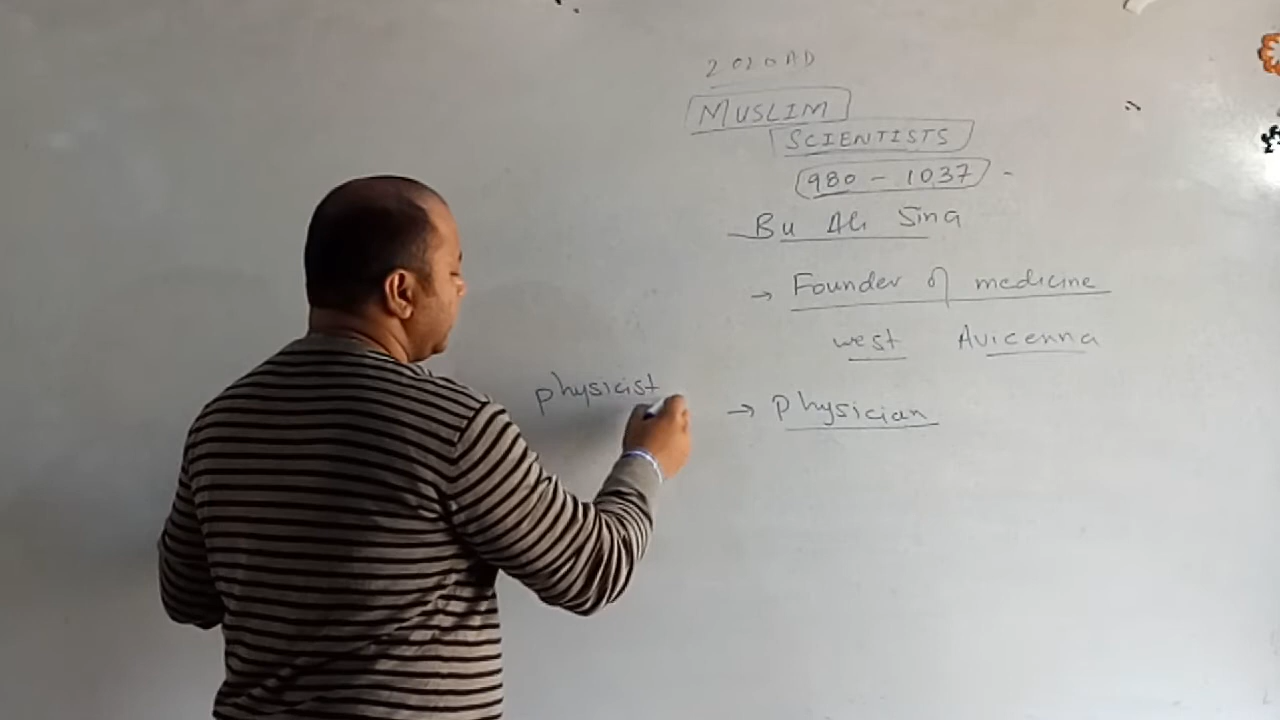 2020AD
MUSLIM
SCIENTISTS
980 - 1037 -
Bu Ali Sina
→ Founder of medicine
west Avicenna
physicist
→ Physician